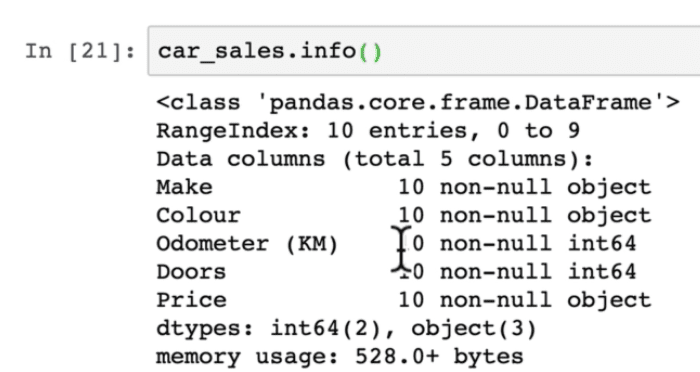 In [21]: car_sales.info()
<class 'pandas.core.frame.DataFrame'>
RangeIndex: 10 entries, 0 to 9
Data columns (total 5 columns):
Make 10 non-null object
Colour 10 non-null object
Odometer (KM) 10 non-null int64
Doors 10 non-null int64
Price 10 non-null object
dtypes: int64(2), object(3)
memory usage: 528.0+ bytes